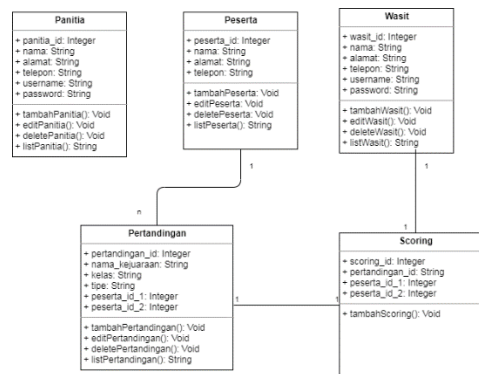 Panitia
+ panitia_id: Integer
+ nama: String
+ alamat: String
+ telepon: String
+ username: String
+ password: String
+ tambahPanitia(): Void
+ editPanitia(): Void
+ deletePanitia(): Void
+ listPanitia(): String
Peserta
+ peserta_id: Integer
+ nama: String
+ alamat: String
+ telepon: String
+ tambahPeserta: Void
+ editPeserta: Void
+ deletePeserta: Void
+ listPeserta(): String
Wasit
+ wasit_id: Integer
+ nama: String
+ alamat: String
+ telepon: String
+ username: String
+ password: String
+ tambahWasit(): Void
+ editWasit(): Void
+ deleteWasit(): Void
+ listWasit(): String
1
1
n
1
Pertandingan
+ pertandingan_id: Integer
+ nama_kejuaraan: String
+ kelas: String
+ tipe: String
+ peserta_id_1: Integer
+ peserta_id_2: Integer
+ tambahPertandingan(): Void
+ editPertandingan(): Void
+ deletePertandingan(): Void
+ listPertandingan(): String
1
1
Scoring
+ scoring_id: Integer
+ pertandingan_id: String
+ peserta_id_1: Integer
+ peserta_id_2: Integer
+ tambahScoring(): Void